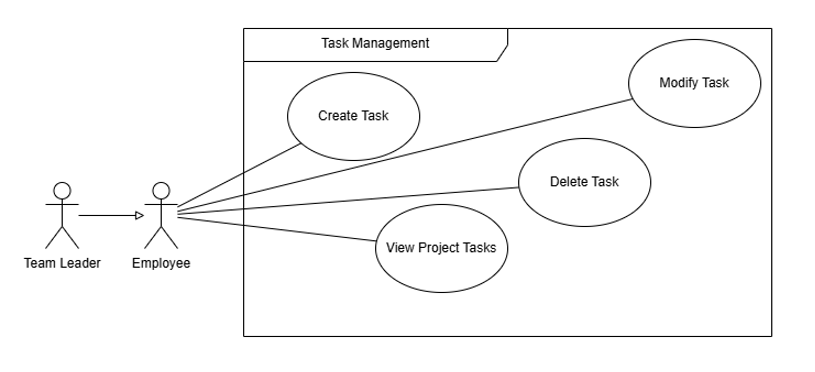 Task Management
Modify Task
Create Task
Delete Task
View Project Tasks
Team Leader
Employee